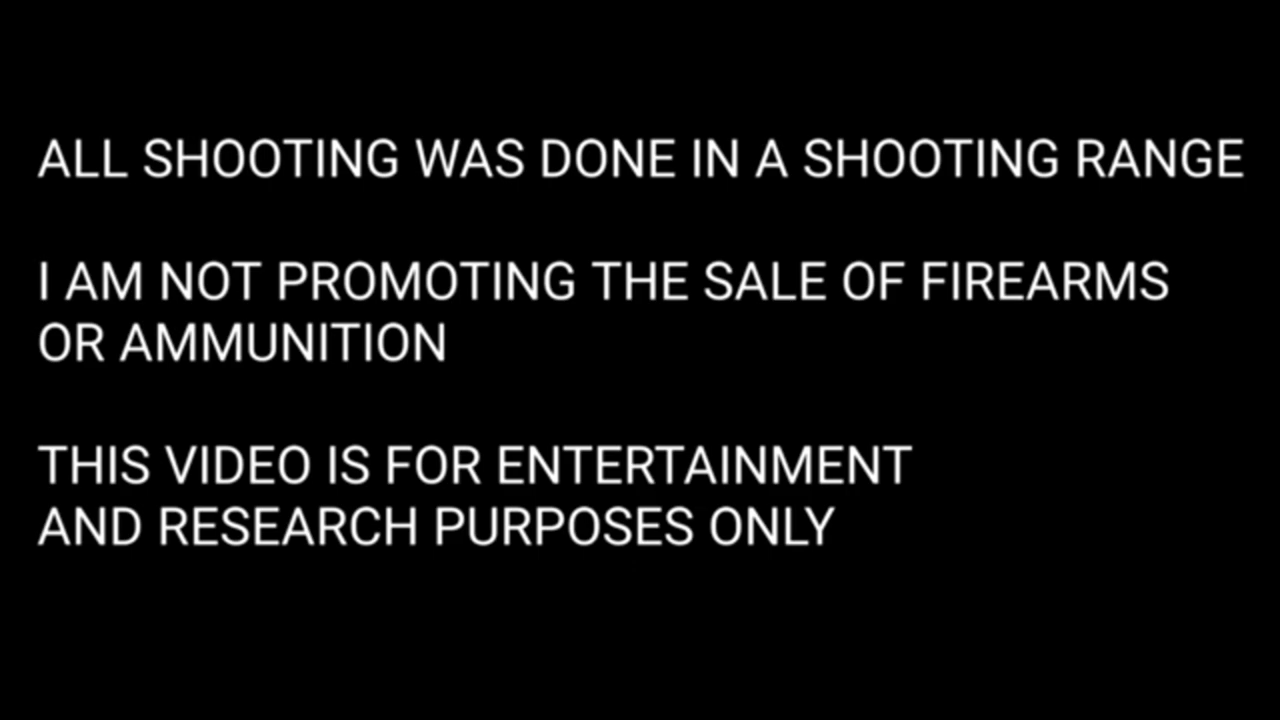 ALL SHOOTING WAS DONE IN A SHOOTING RANGE
I AM NOT PROMOTING THE SALE OF FIREARMS
OR AMMUNITION
THIS VIDEO IS FOR ENTERTAINMENT
AND RESEARCH PURPOSES ONLY